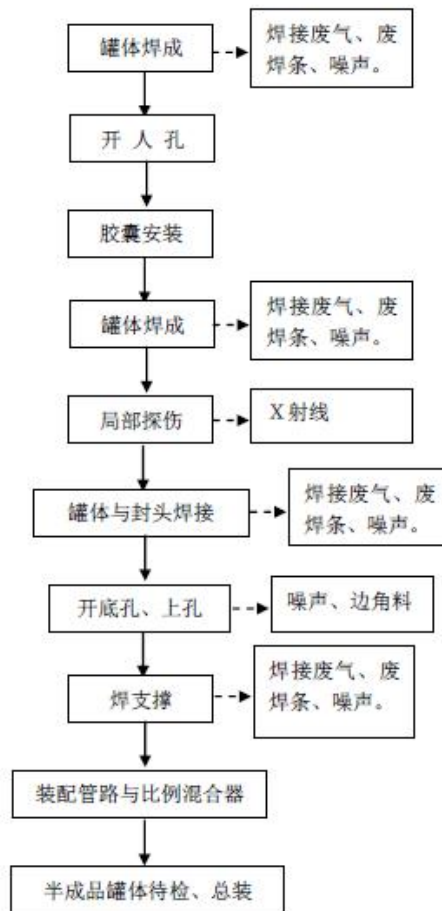 罐体焊成
焊接废气、废
焊条、噪声。
开 人 孔
胶囊安装
罐体焊成
焊接废气、废
焊条、噪声。
局部探伤
X射线
罐体与封头焊接
焊接废气、废
焊条、噪声。
开底孔、上孔
噪声、边角料
焊支撑
焊接废气、废
焊条、噪声。
装配管路与比例混合器
半成品罐体待检、总装